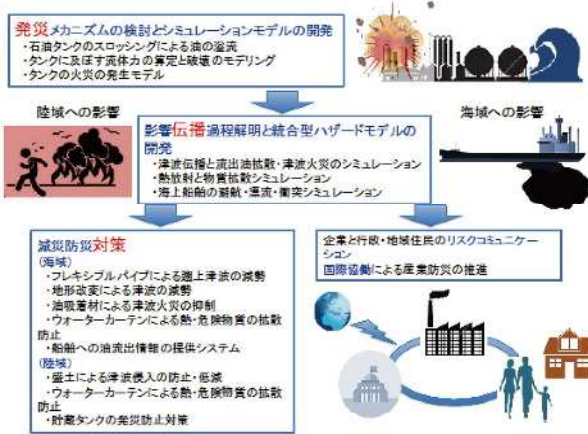 発災メカニズムの検討とシミュレーションモデルの開発
・石油タンクのスロッシングによる油の溢流
・タンクに及ぼす流体力の算定と破壊のモデリング
・タンクの火災の発生モデル
陸域への影響
海域への影響
影響伝播過程解明と統合型ハザードモデルの
開発
・津波伝播と流出油拡散・津波火災のシミュレーション
・熱放射と物質拡散シミュレーション
・海上船舶の避航・漂流・衝突シミュレーション
減災防災対策
(海域)
・フレキシブルパイプによる遡上津波の減勢
・地形改変による津波の減勢
・油吸着材による津波火災の抑制
・ウォーターカーテンによる熱・危険物質の拡散
防止
・船舶への油流出情報の提供システム
(陸域)
・盛土による津波侵入の防止・低減
・ウォーターカーテンによる熱・危険物質の拡散
防止
・貯蔵タンクの発災防止対策
企業と行政・地域住民のリスクコミュニケー
ション
国際協働による産業防災の推進